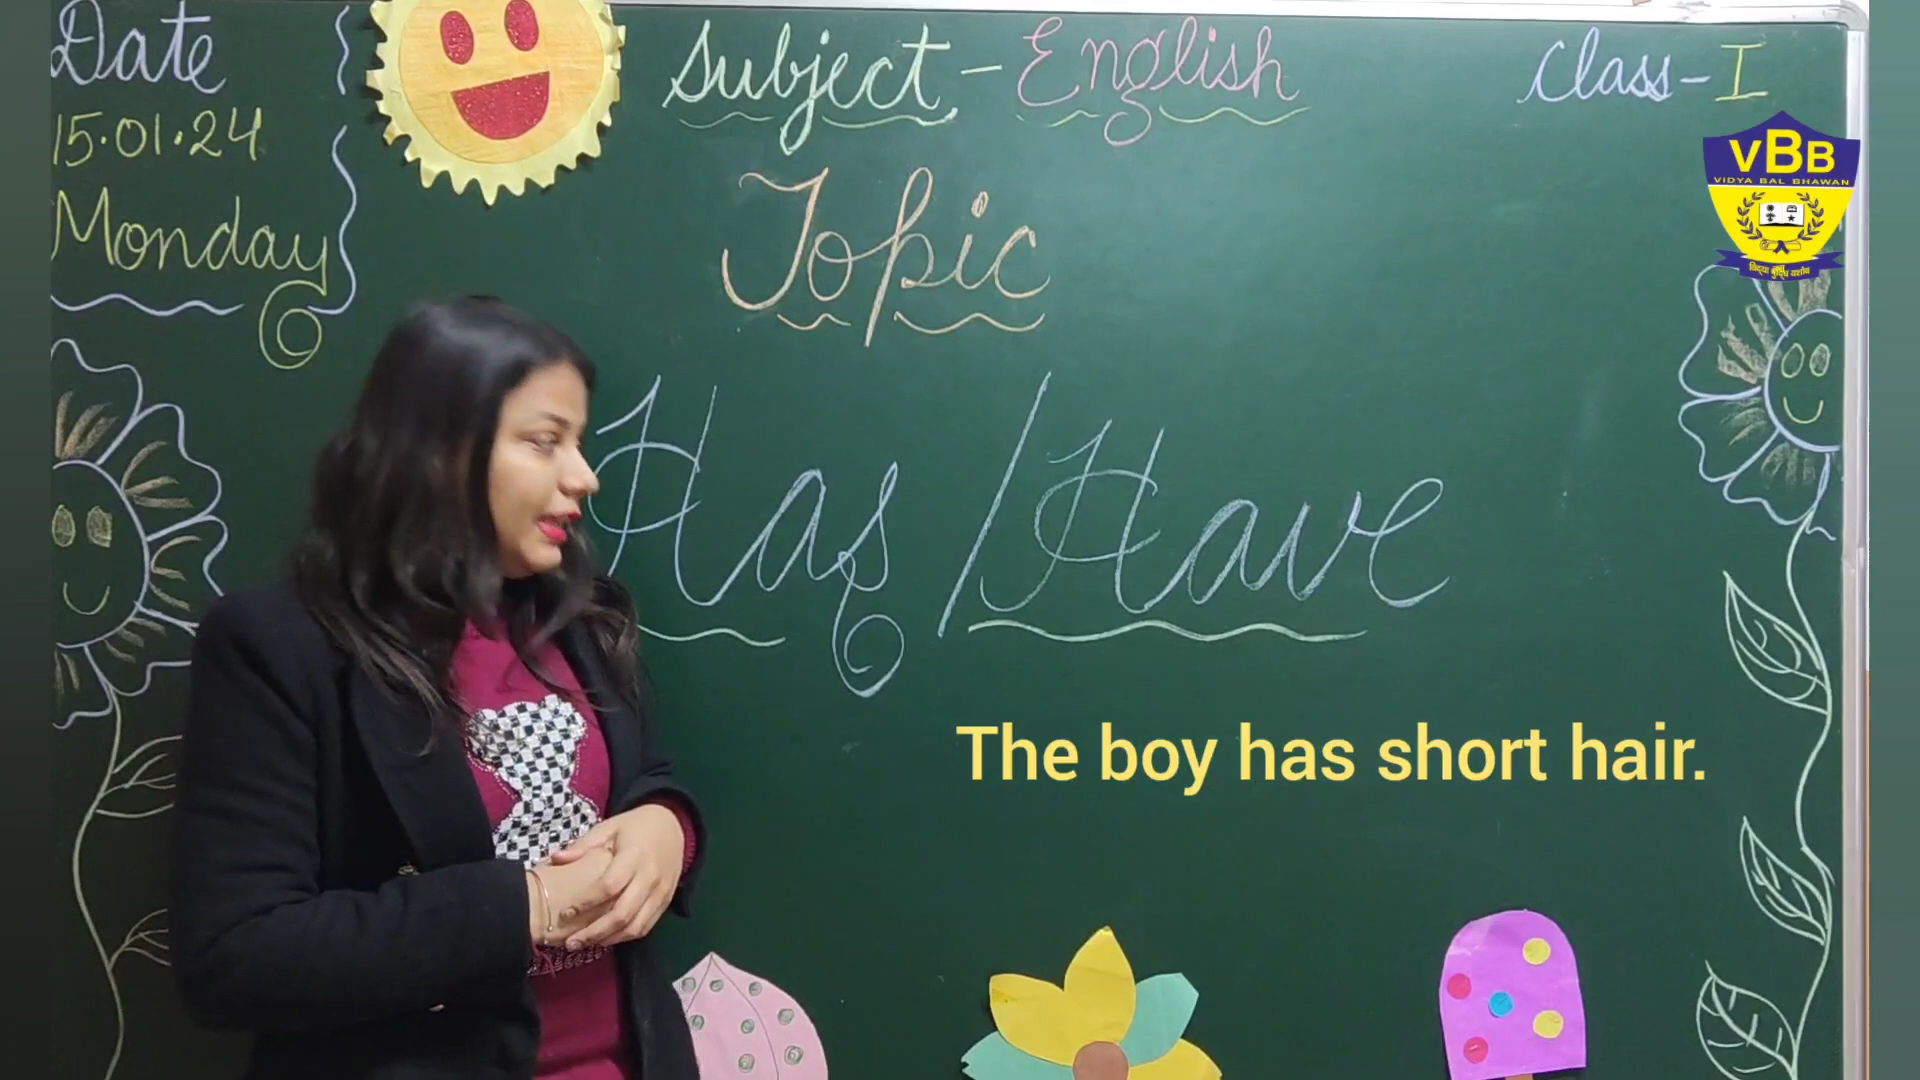 Date
15.01.24
Monday
Subject - English
Class - I
VBB
VIDYA BAL BHAWAN
Topic
Has / Have
The boy has short hair.